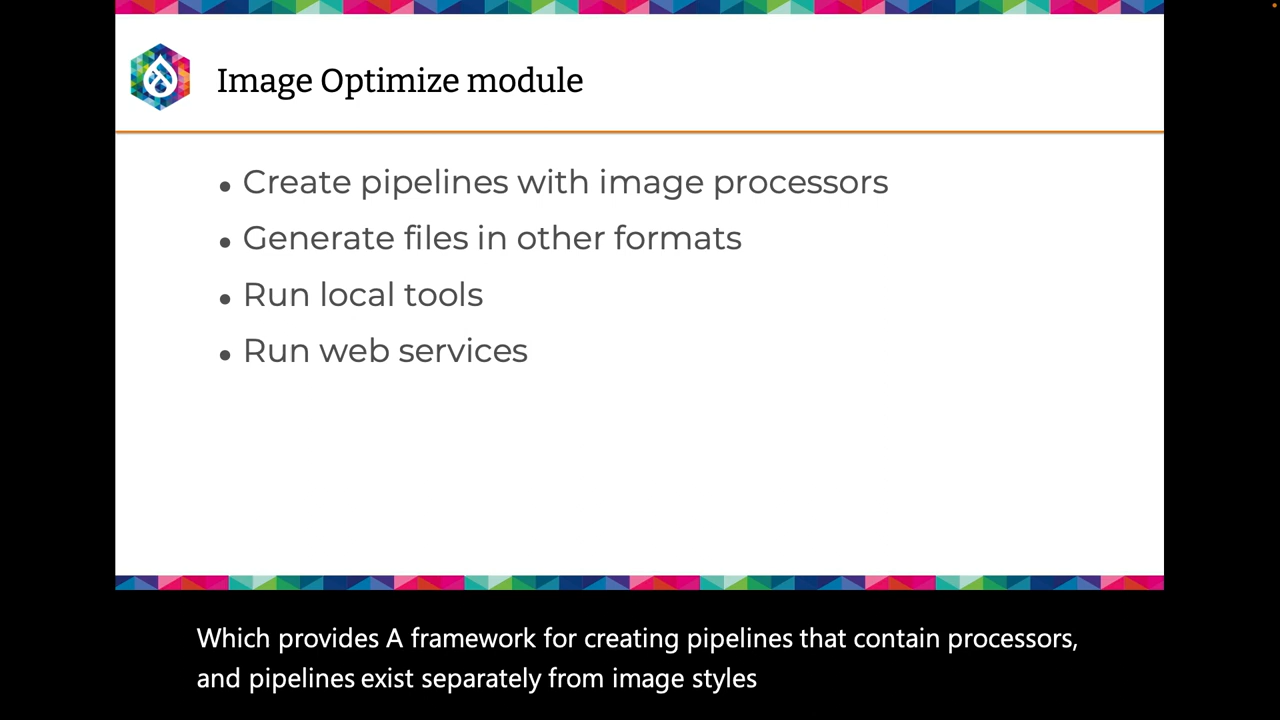 Image Optimize module
• Create pipelines with image processors
• Generate files in other formats
• Run local tools
• Run web services
Which provides A framework for creating pipelines that contain processors,
and pipelines exist separately from image styles